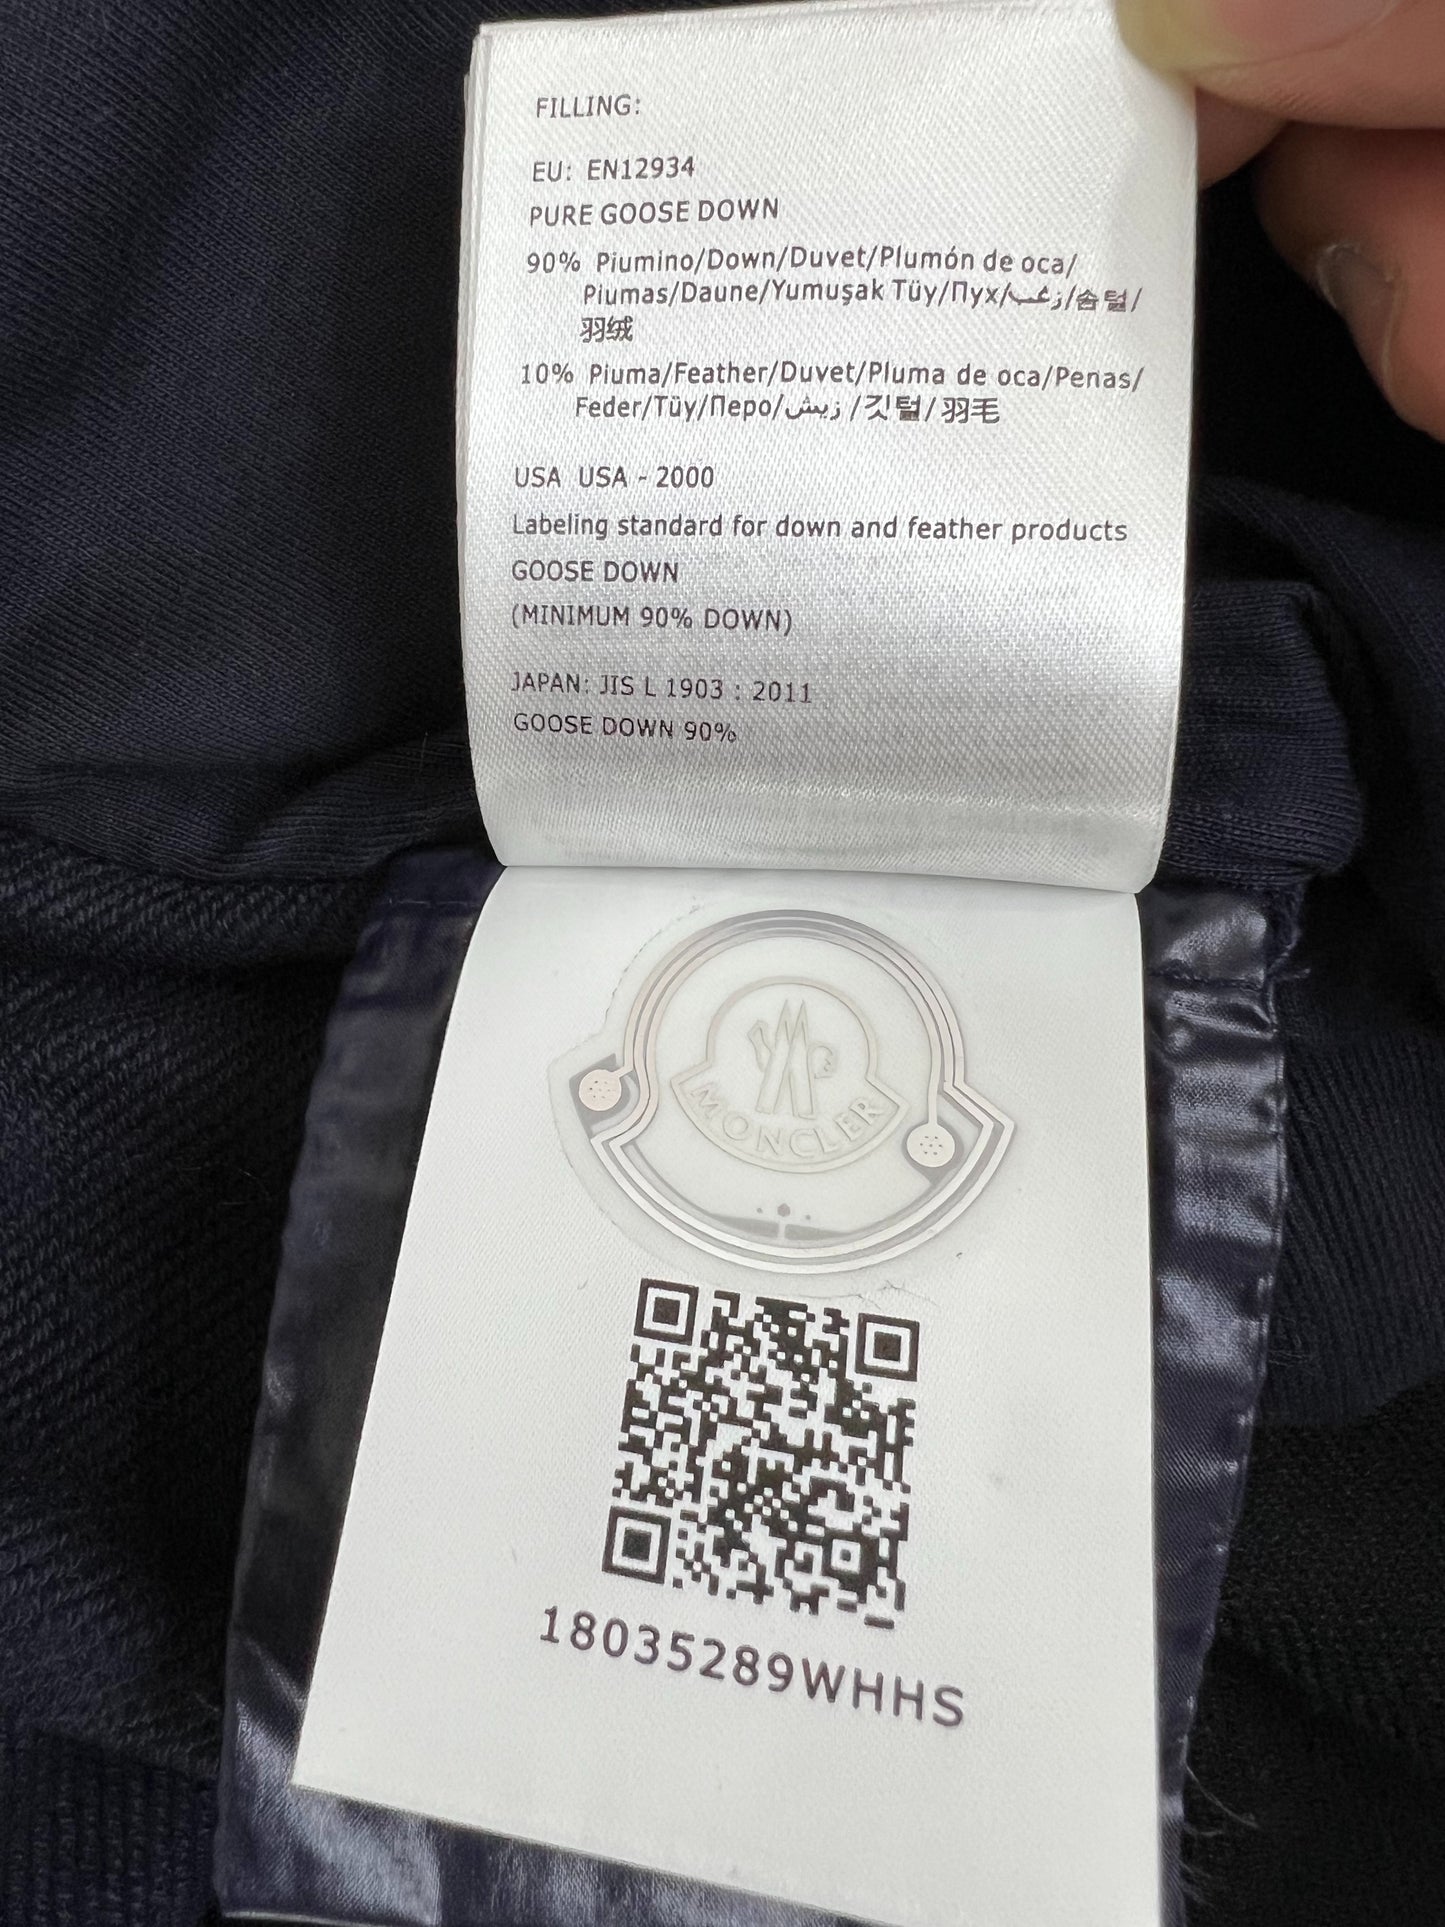 FILLING:
EU: EN12934
PURE GOOSE DOWN
90% Piumino/Down/Duvet/Plumón de oca/
Piumas/Daune/Yumuşak Tüy/Пух/زغب/솜털/
羽绒
10% Piuma/Feather/Duvet/Pluma de oca/Penas/
Feder/Tüy/Перо/زيش/깃털/羽毛
USA USA - 2000
Labeling standard for down and feather products
GOOSE DOWN
(MINIMUM 90% DOWN)
JAPAN: JIS L 1903 : 2011
GOOSE DOWN 90%
MONCLER
18035289WHHS